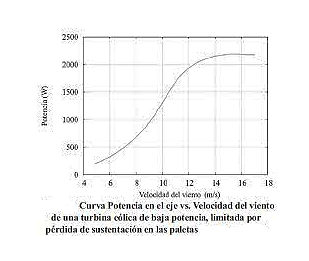 2500
2000
1500
1000
500
0
4 6 8 10 12 14 16 18
Potencia (W)
Velocidad del viento (m/s)
Curva Potencia en el eje vs. Velocidad del viento
de una turbina eólica de baja potencia, limitada por
pérdida de sustentación en las paletas